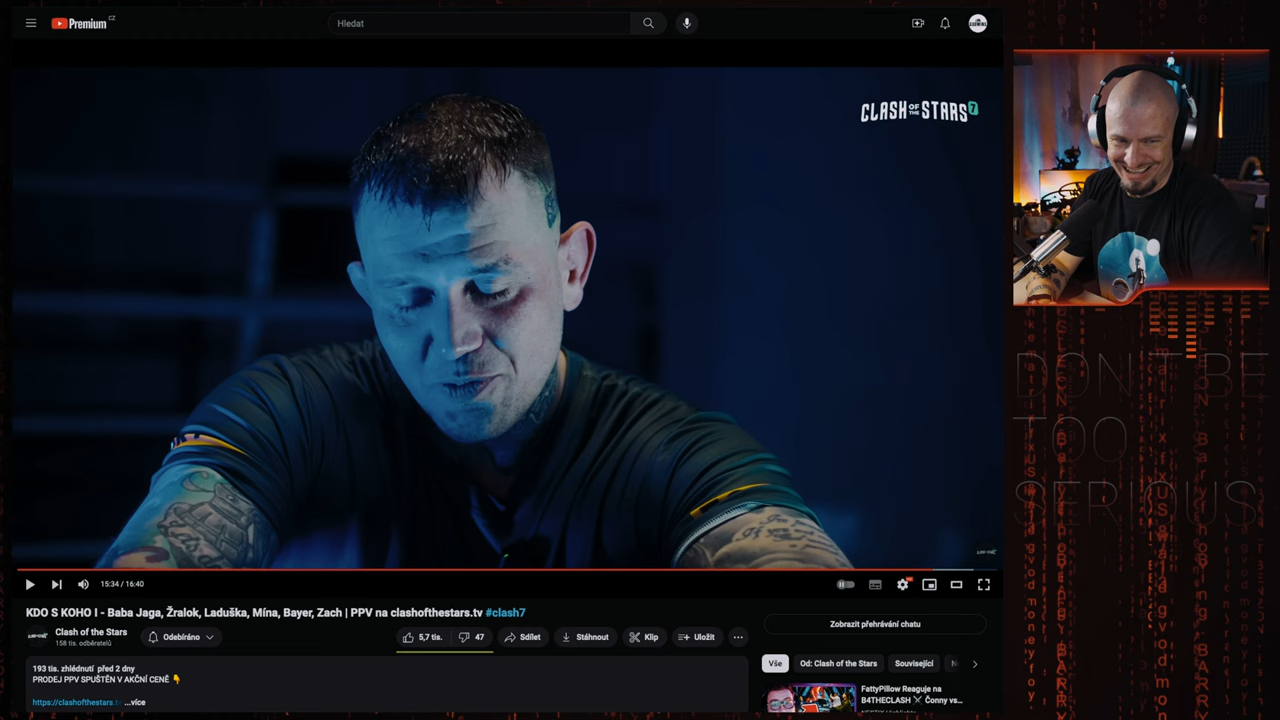 Premium CZ
Hledat
CLASH OF THE STARS 7
15:34 / 16:40
KDO S KOHO I - Baba Jaga, Žralok, Laduška, Mína, Bayer, Zach | PPV na clashofthestars.tv #clash7
Clash of the Stars
158 tis. odběratelů
Odebíráno
5,7 tis.
47
Sdílet
Stáhnout
Klip
Uložit
193 tis. zhlédnutí před 2 dny
PRODEJ PPV SPUŠTĚN V AKČNÍ CENĚ 👇
https://clashofthestars.t ...více
Zobrazit přehrávání chatu
Vše
Od: Clash of the Stars
Související
N
FattyPillow Reaguje na
B4THECLASH ⚔ Čonny vs...
DON'T BE
TOO
SERIOUS